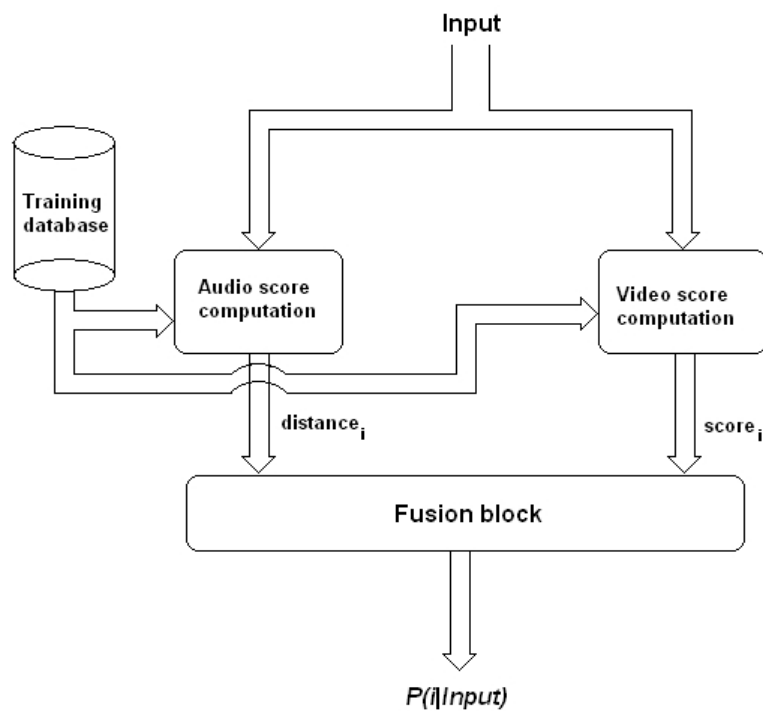 Input
Training
database
Audio score
computation
Video score
computation
distance_i
score_i
Fusion block
P(i|Input)